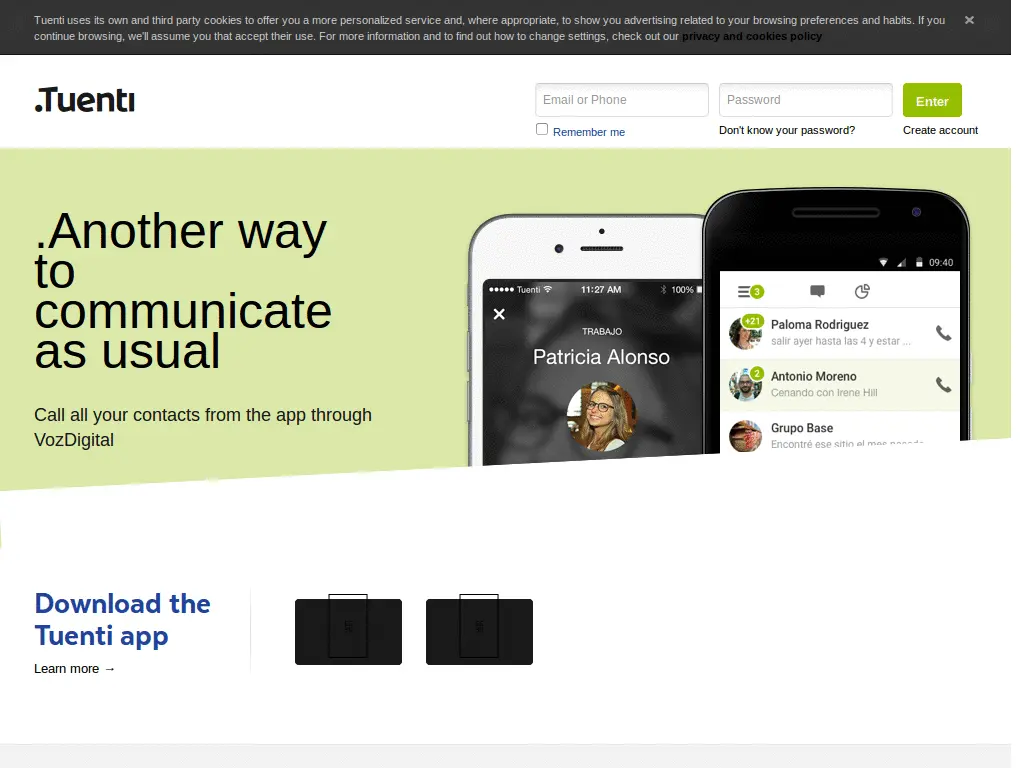 Tuenti uses its own and third party cookies to offer you a more personalized service and, where appropriate, to show you advertising related to your browsing preferences and habits. If you
continue browsing, we'll assume you that accept their use. For more information and to find out how to change settings, check out our privacy and cookies policy
.Tuenti
Email or Phone
Password
Enter
Remember me
Don't know your password?
Create account
.Another way
to
communicate
as usual
Call all your contacts from the app through
VozDigital
Tuenti
11:27 AM
100%
TRABAJO
Patricia Alonso
09:40
3
+21
Paloma Rodriguez
salir ayer hasta las 4 y estar ...
2
Antonio Moreno
Cenando con Irene Hill
Grupo Base
Encontré ese sitio el mes pasado
Download the
Tuenti app
Learn more →